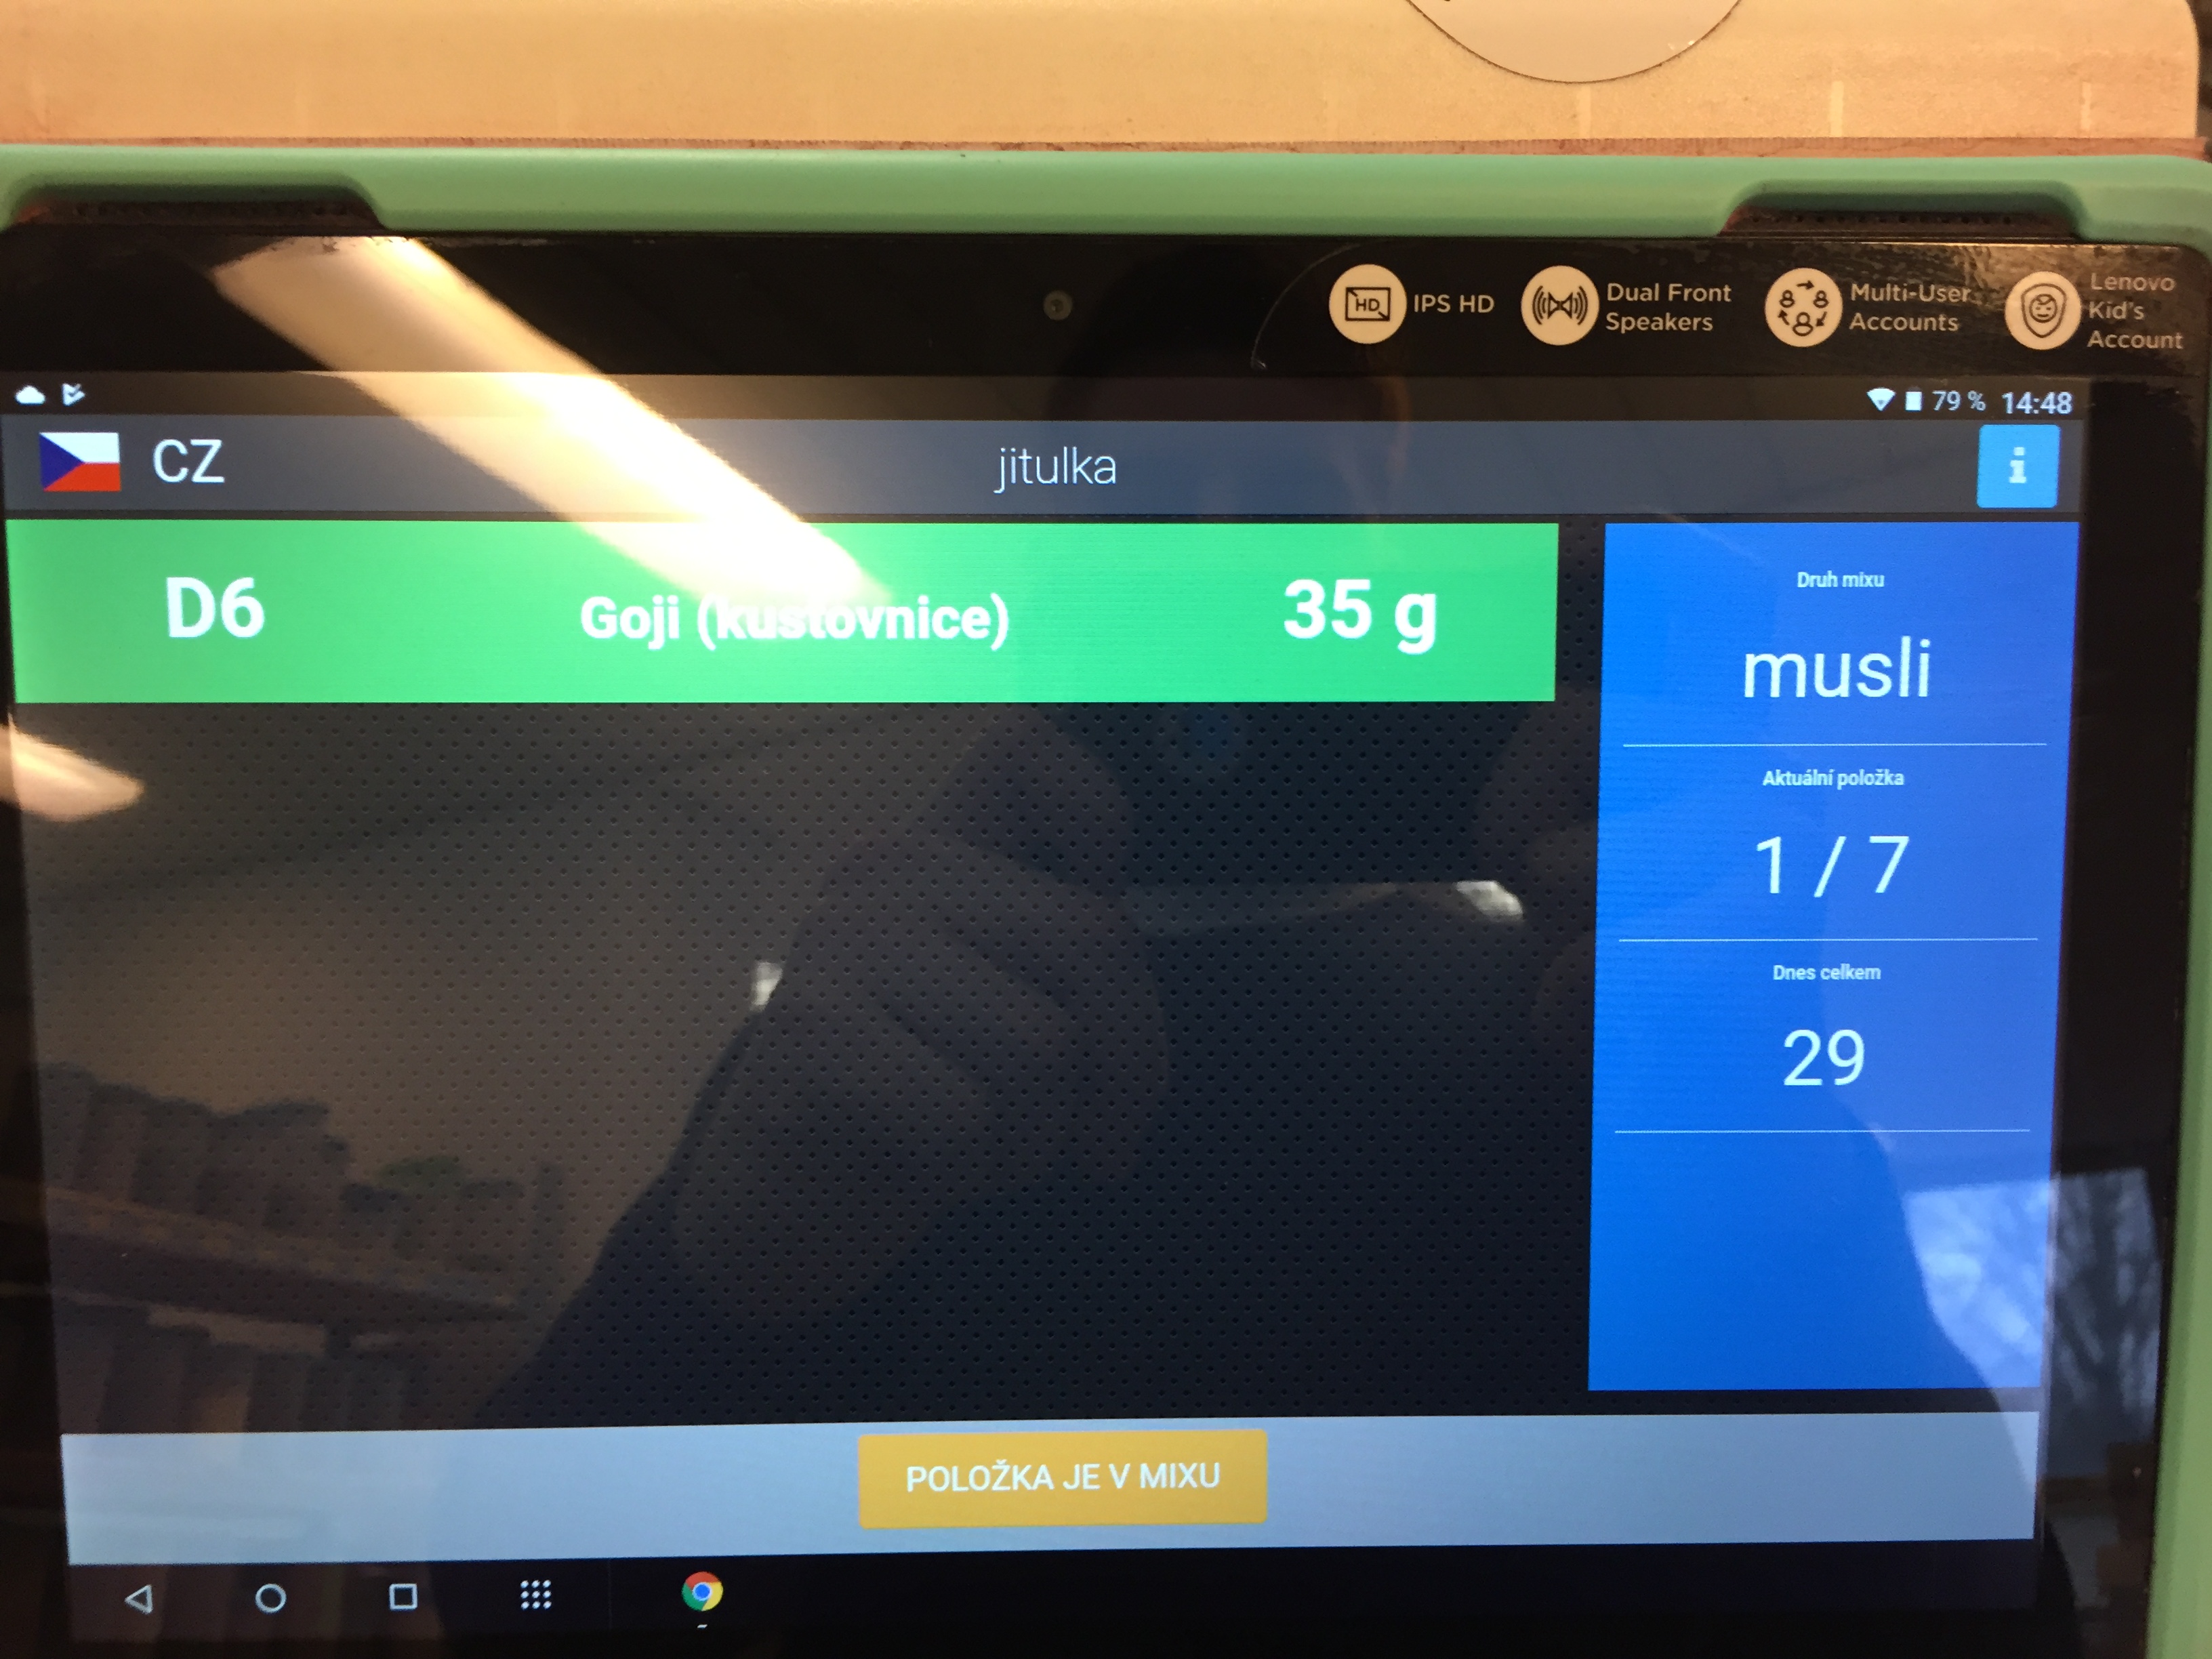 HD IPS HD
Dual Front
Speakers
Multi-User
Accounts
Lenovo
Kid's
Account
79 % 14:48
CZ
jitulka
i
D6
Goji (kustovnice)
35 g
Druh mixu
musli
Aktuální položka
1 / 7
Dnes celkem
29
POLOŽKA JE V MIXU